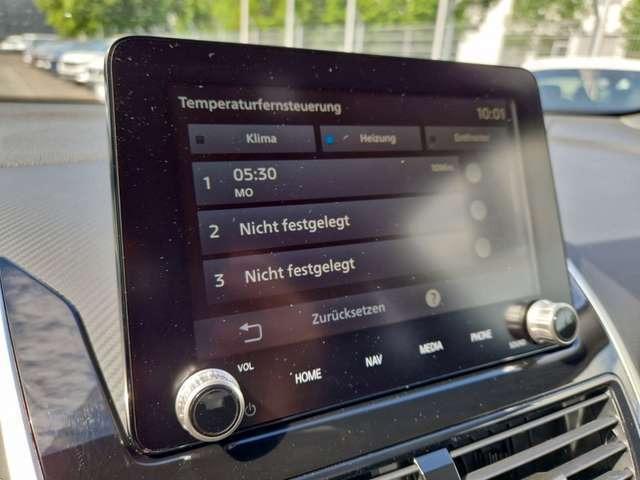 Temperaturfernsteuerung
10:01
Klima Heizung Entfroster
1 05:30
MO
2 Nicht festgelegt
3 Nicht festgelegt
Zurücksetzen ?
VOL HOME NAV MEDIA PHONE